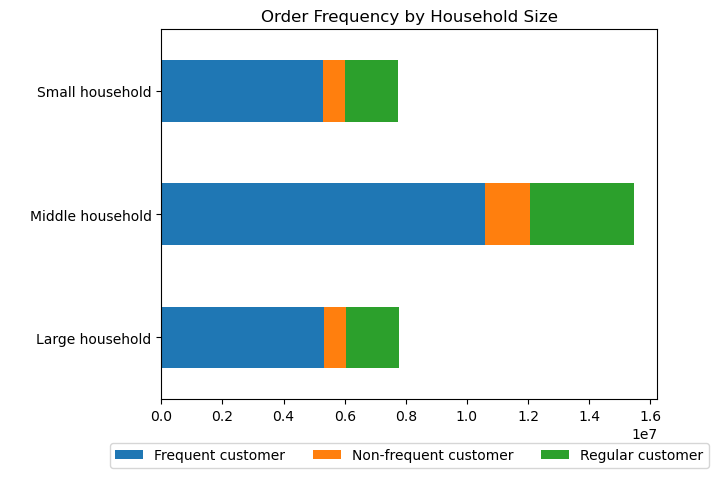 Order Frequency by Household Size
Small household
Middle household
Large household
0.0 0.2 0.4 0.6 0.8 1.0 1.2 1.4 1.6
1e7
Frequent customer Non-frequent customer Regular customer